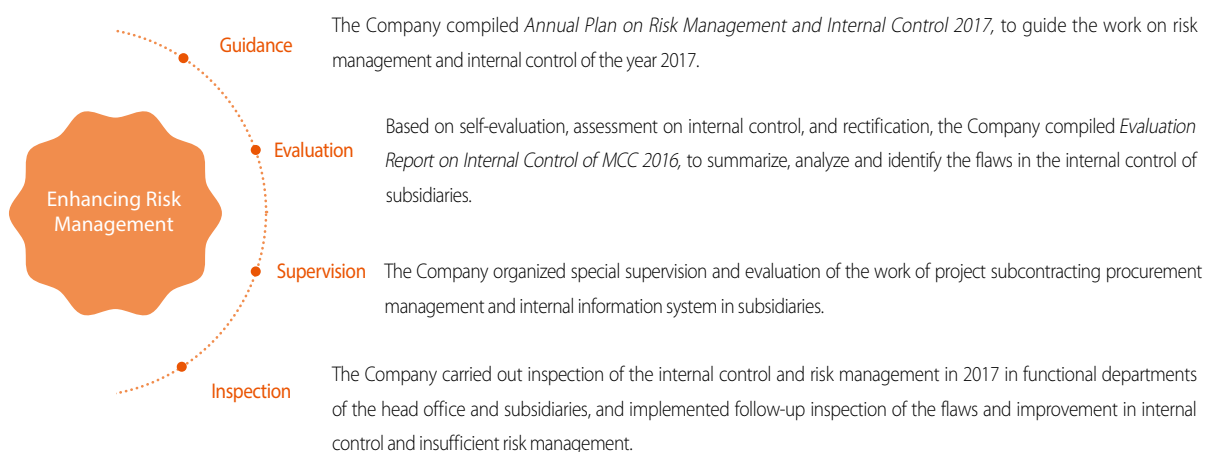 Enhancing Risk
Management
Guidance
The Company compiled Annual Plan on Risk Management and Internal Control 2017, to guide the work on risk
management and internal control of the year 2017.
Evaluation
Based on self-evaluation, assessment on internal control, and rectification, the Company compiled Evaluation
Report on Internal Control of MCC 2016, to summarize, analyze and identify the flaws in the internal control of
subsidiaries.
Supervision
The Company organized special supervision and evaluation of the work of project subcontracting procurement
management and internal information system in subsidiaries.
Inspection
The Company carried out inspection of the internal control and risk management in 2017 in functional departments
of the head office and subsidiaries, and implemented follow-up inspection of the flaws and improvement in internal
control and insufficient risk management.